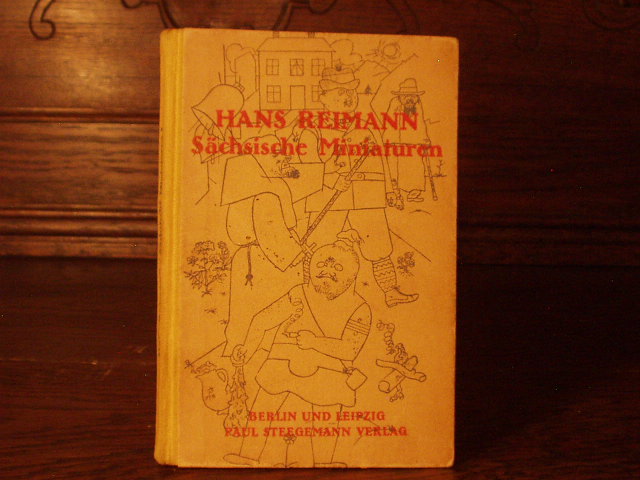 HANS REIMANN
Sächsische Miniaturen
BERLIN UND LEIPZIG
PAUL STEEGEMANN VERLAG